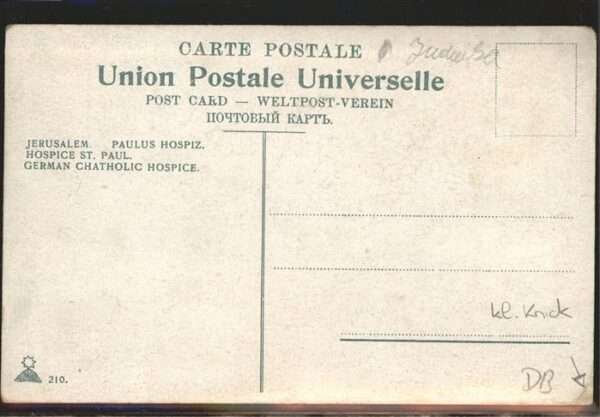 CARTE POSTALE
Union Postale Universelle
POST CARD — WELTPOST-VEREIN
ПОЧТОВЫЙ КАРТЪ.
JERUSALEM. PAULUS HOSPIZ.
HOSPICE ST. PAUL.
GERMAN CHATHOLIC HOSPICE.
kl. Knick
DB
210.